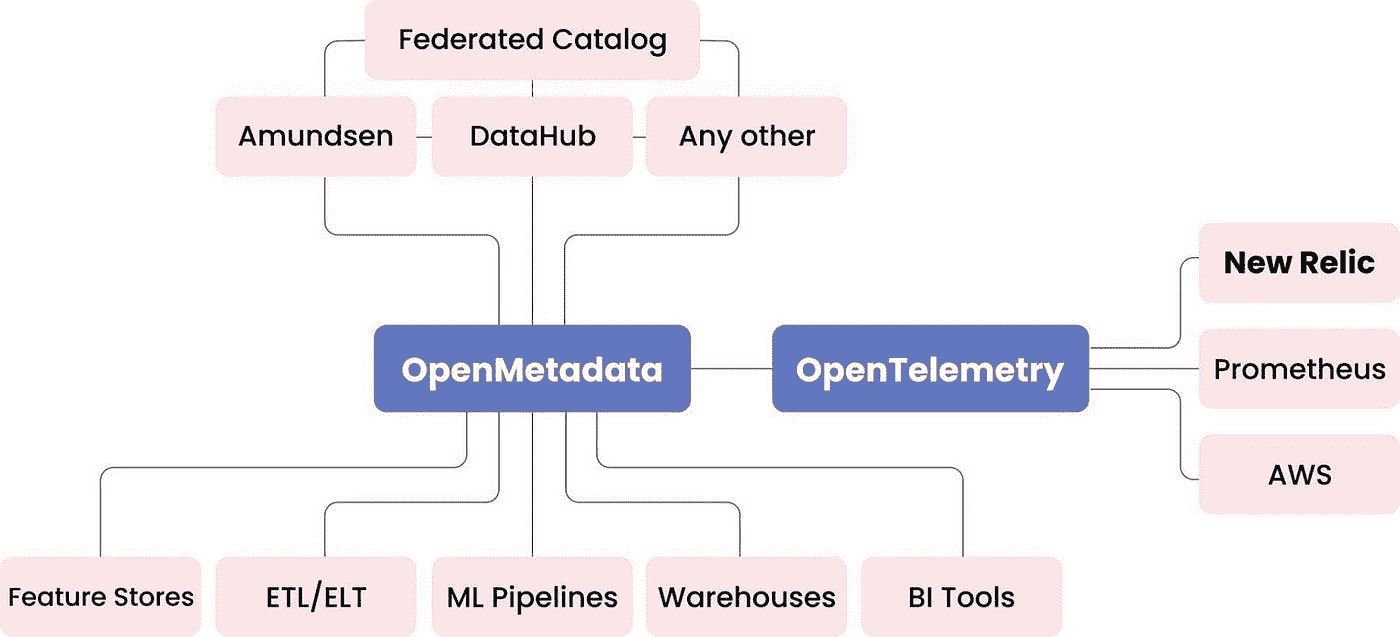 Federated Catalog
Amundsen
DataHub
Any other
New Relic
OpenMetadata
OpenTelemetry
Prometheus
AWS
Feature Stores
ETL/ELT
ML Pipelines
Warehouses
BI Tools